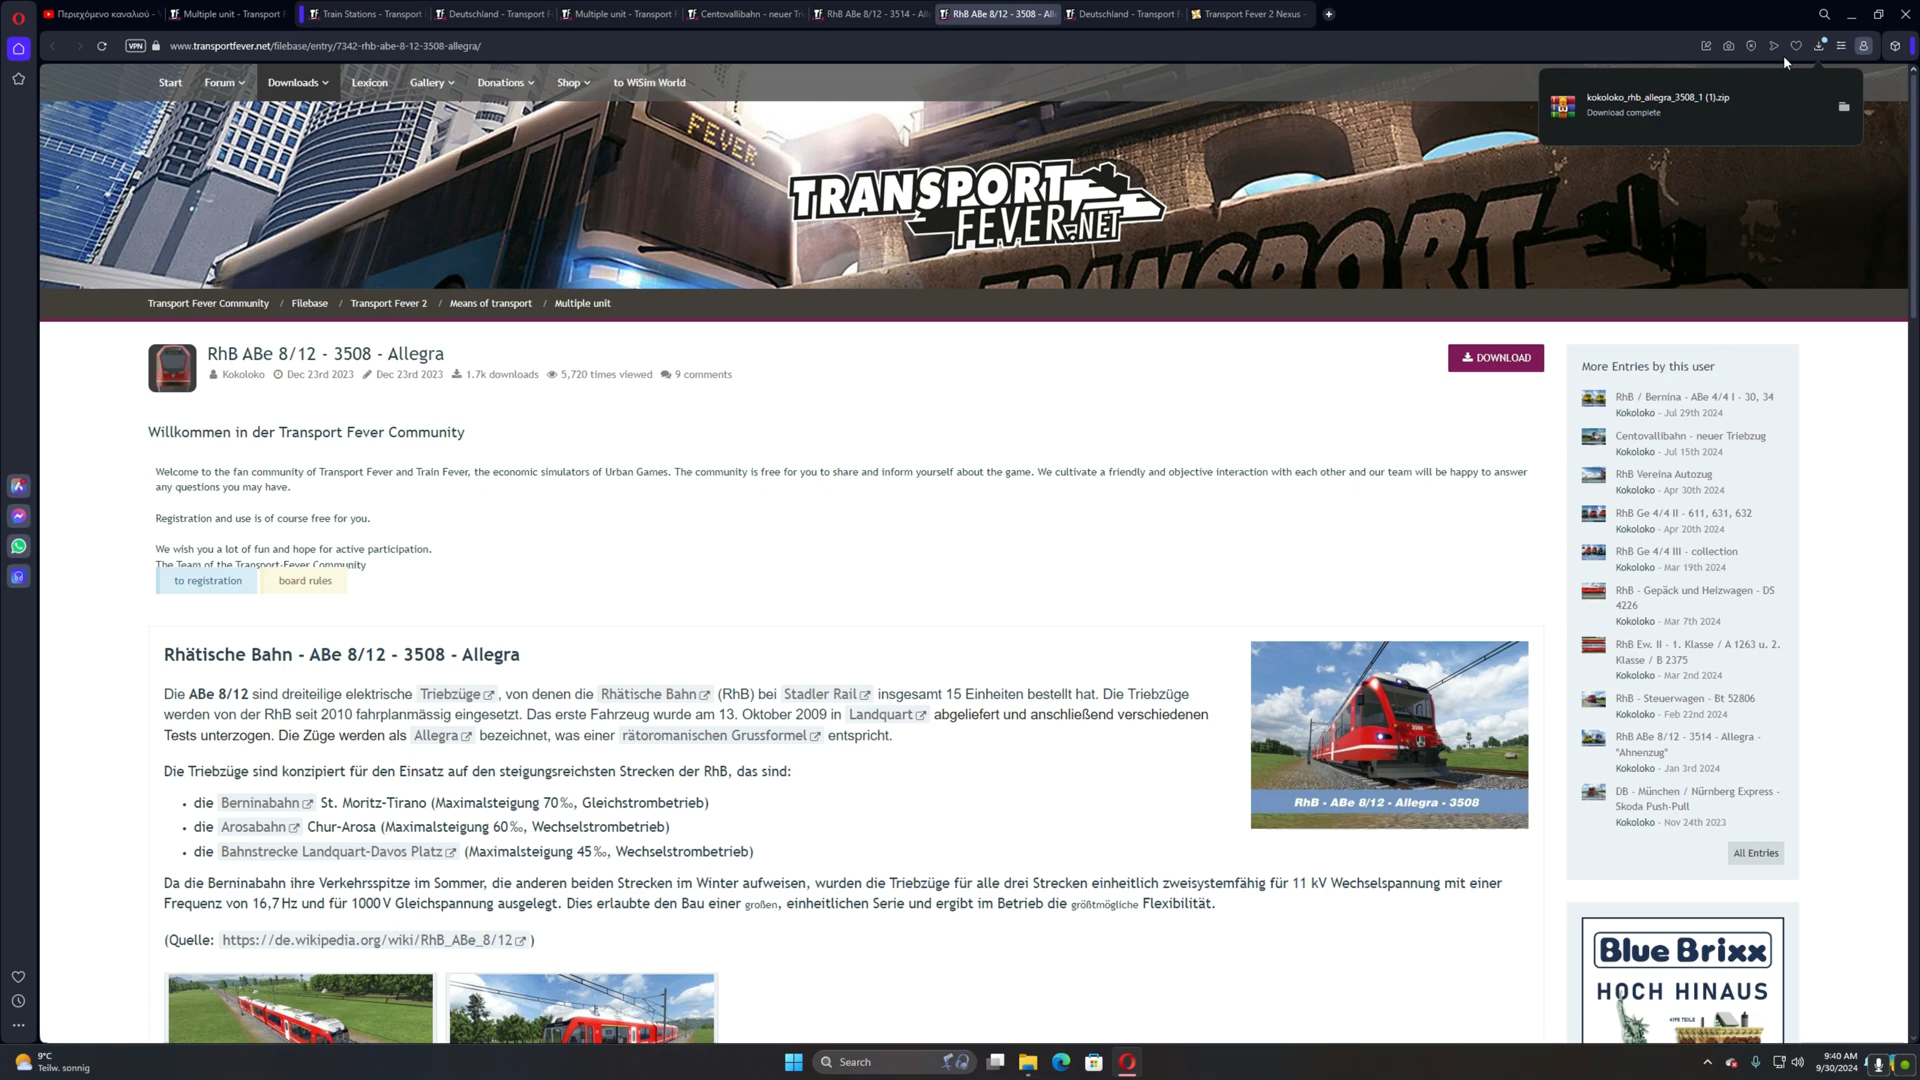 Περιεχόμενο καναλιού -
Multiple unit - Transport
Train Stations - Transport
Deutschland - Transport F
Multiple unit - Transport
Centovallibahn - neuer Tr
RhB ABe 8/12 - 3514 - Al
RhB ABe 8/12 - 3508 - All
Deutschland - Transport F
Transport Fever 2 Nexus -
VPN
www.transportfever.net/filebase/entry/7342-rhb-abe-8-12-3508-allegra/
Start
Forum
Downloads
Lexicon
Gallery
Donations
Shop
to WiSim World
kokoloko_rhb_allegra_3508_1 (1).zip
Download complete
FEVER
TRANSPORT
FEVER.NET
TRANSPORT
Transport Fever Community / Filebase / Transport Fever 2 / Means of transport / Multiple unit
RhB ABe 8/12 - 3508 - Allegra
Kokoloko Dec 23rd 2023 Dec 23rd 2023 1.7k downloads 5,720 times viewed 9 comments
DOWNLOAD
Willkommen in der Transport Fever Community
Welcome to the fan community of Transport Fever and Train Fever, the economic simulators of Urban Games. The community is free for you to share and inform yourself about the game. We cultivate a friendly and objective interaction with each other and our team will be happy to answer
any questions you may have.
Registration and use is of course free for you.
We wish you a lot of fun and hope for active participation.
The Team of the Transport-Fever Community
to registration
board rules
Rhätische Bahn - ABe 8/12 - 3508 - Allegra
Die ABe 8/12 sind dreiteilige elektrische Triebzüge , von denen die Rhätische Bahn (RhB) bei Stadler Rail insgesamt 15 Einheiten bestellt hat. Die Triebzüge
werden von der RhB seit 2010 fahrplanmässig eingesetzt. Das erste Fahrzeug wurde am 13. Oktober 2009 in Landquart abgeliefert und anschließend verschiedenen
Tests unterzogen. Die Züge werden als Allegra bezeichnet, was einer rätoromanischen Grussformel entspricht.
Die Triebzüge sind konzipiert für den Einsatz auf den steigungsreichsten Strecken der RhB, das sind:
• die Berninabahn St. Moritz-Tirano (Maximalsteigung 70‰, Gleichstrombetrieb)
• die Arosabahn Chur-Arosa (Maximalsteigung 60‰, Wechselstrombetrieb)
• die Bahnstrecke Landquart-Davos Platz (Maximalsteigung 45‰, Wechselstrombetrieb)
Da die Berninabahn ihre Verkehrsspitze im Sommer, die anderen beiden Strecken im Winter aufweisen, wurden die Triebzüge für alle drei Strecken einheitlich zweisystemfähig für 11 kV Wechselspannung mit einer
Frequenz von 16,7 Hz und für 1000 V Gleichspannung ausgelegt. Dies erlaubte den Bau einer großen, einheitlichen Serie und ergibt im Betrieb die größtmögliche Flexibilität.
(Quelle: https://de.wikipedia.org/wiki/RhB_ABe_8/12 )
RhB - ABe 8/12 - Allegra - 3508
More Entries by this user
RhB / Bernina - ABe 4/4 I - 30, 34
Kokoloko - Jul 29th 2024
Centovallibahn - neuer Triebzug
Kokoloko - Jul 15th 2024
RhB Vereina Autozug
Kokoloko - Apr 30th 2024
RhB Ge 4/4 II - 611, 631, 632
Kokoloko - Apr 20th 2024
RhB Ge 4/4 III - collection
Kokoloko - Mar 19th 2024
RhB - Gepäck und Heizwagen - DS
4226
Kokoloko - Mar 7th 2024
RhB Ew. II - 1. Klasse / A 1263 u. 2.
Klasse / B 2375
Kokoloko - Mar 2nd 2024
RhB - Steuerwagen - Bt 52806
Kokoloko - Feb 22nd 2024
RhB ABe 8/12 - 3514 - Allegra -
"Ahnenzug"
Kokoloko - Jan 3rd 2024
DB - München / Nürnberg Express -
Skoda Push-Pull
Kokoloko - Nov 24th 2023
All Entries
Blue Brixx
HOCH HINAUS
9°C
Teilw. sonnig
Search
9:40 AM
9/30/2024